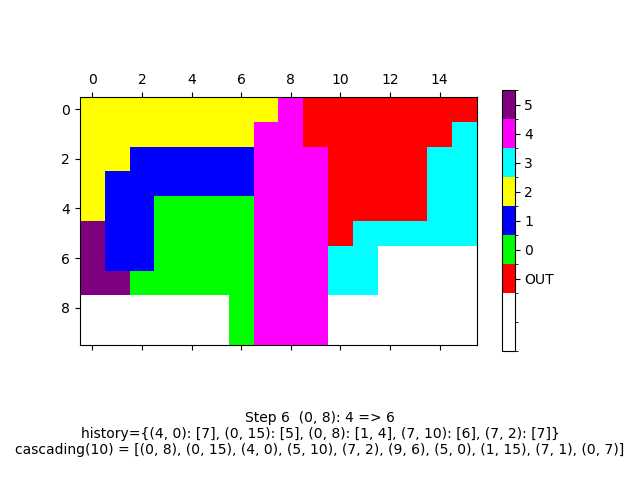 0 2 4 6 8 10 12 14
0
2
4
6
8
5
4
3
2
1
0
OUT
Step 6  (0, 8): 4 => 6
history={(4, 0): [7], (0, 15): [5], (0, 8): [1, 4], (7, 10): [6], (7, 2): [7]}
cascading(10) = [(0, 8), (0, 15), (4, 0), (5, 10), (7, 2), (9, 6), (5, 0), (1, 15), (7, 1), (0, 7)]